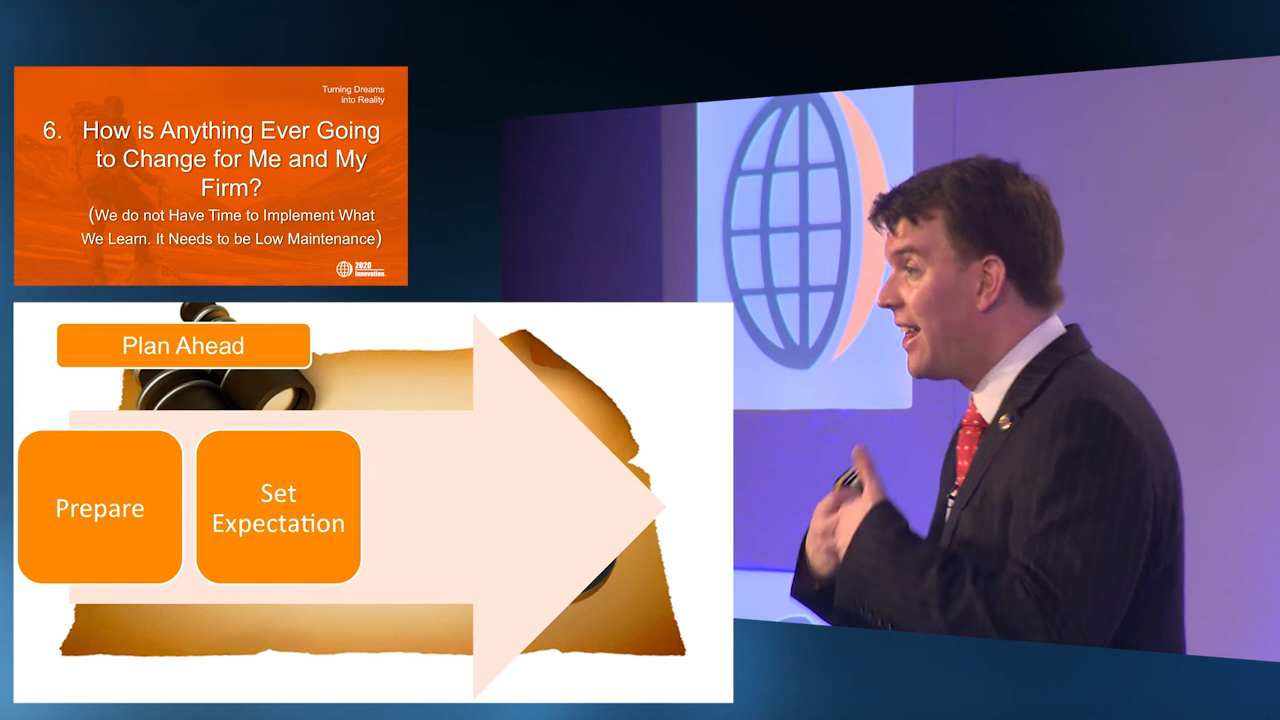 Turning Dreams
into Reality
6. How is Anything Ever Going
to Change for Me and My
Firm?
(We do not Have Time to Implement What
We Learn. It Needs to be Low Maintenance)
2020
Innovation
Plan Ahead
Prepare
Set
Expectation